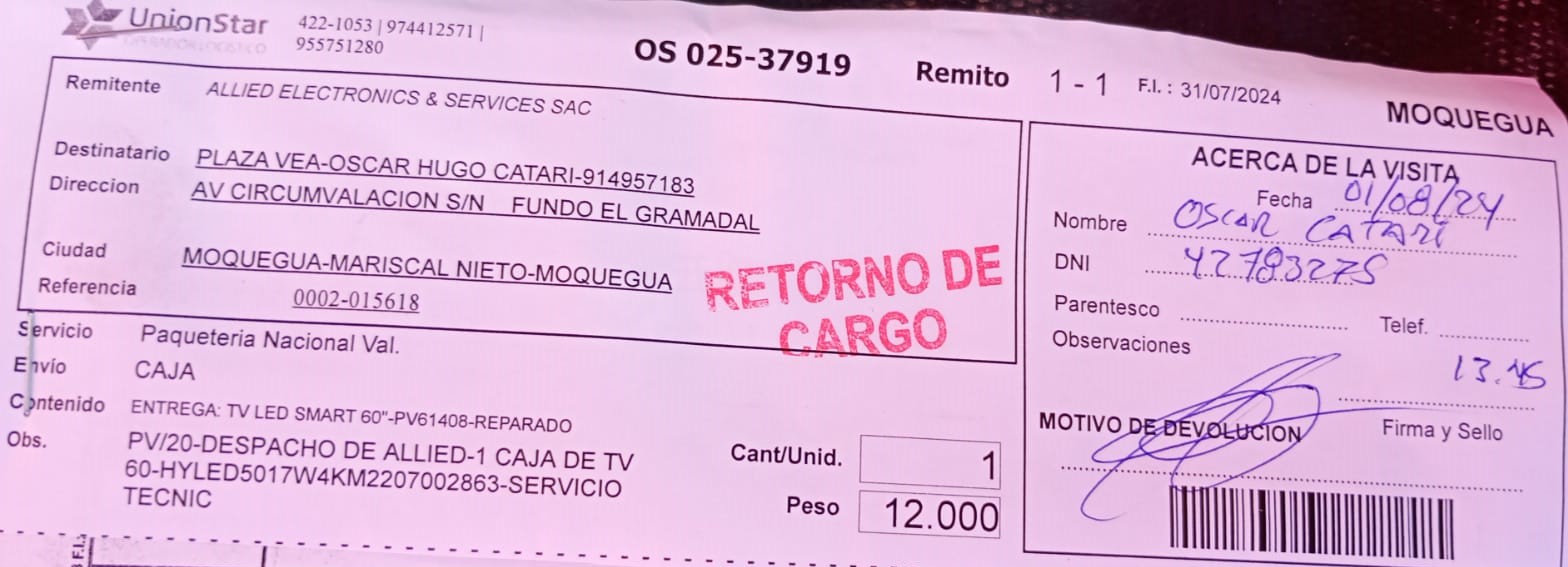 UnionStar
OPERADOR LOGISTICO
422-1053 | 974412571 |
955751280
OS 025-37919
Remito 1 - 1
F.I. : 31/07/2024
MOQUEGUA
Remitente ALLIED ELECTRONICS & SERVICES SAC
Destinatario PLAZA VEA-OSCAR HUGO CATARI-914957183
Direccion AV CIRCUMVALACION S/N FUNDO EL GRAMADAL
Ciudad MOQUEGUA-MARISCAL NIETO-MOQUEGUA
Referencia 0002-015618
RETORNO DE
CARGO
Servicio Paqueteria Nacional Val.
Envío CAJA
Contenido ENTREGA: TV LED SMART 60"-PV61408-REPARADO
Obs. PV/20-DESPACHO DE ALLIED-1 CAJA DE TV
60-HYLED5017W4KM2207002863-SERVICIO
TECNIC
Cant/Unid. 1
Peso 12.000
ACERCA DE LA VISITA
Fecha 01/08/24
Nombre OSCAR CATARI
DNI 42783275
Parentesco
Telef.
Observaciones
13.45
MOTIVO DE DEVOLUCION
Firma y Sello
F.I.